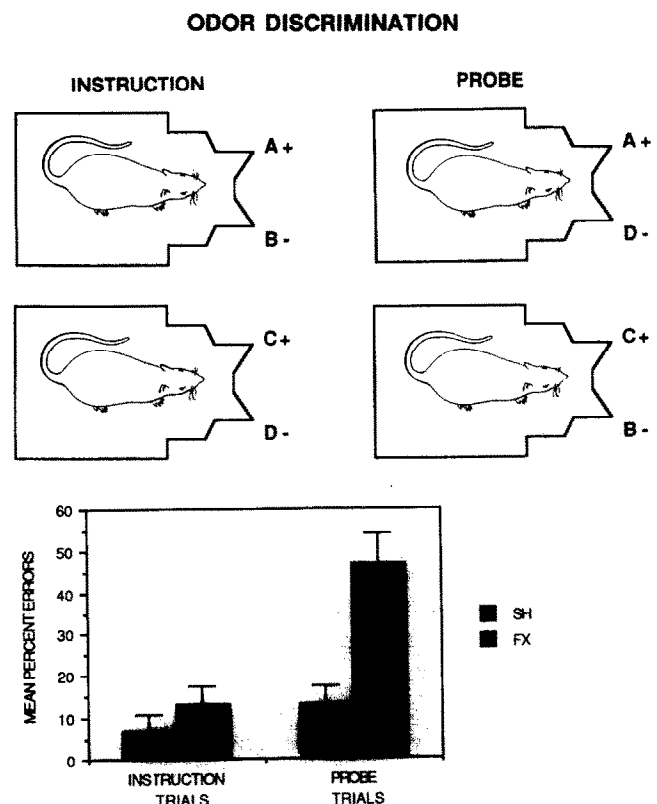 ODOR DISCRIMINATION
INSTRUCTION
PROBE
A +
B -
A +
D -
C +
D -
C +
B -
MEAN PERCENT ERRORS
60
50
40
30
20
10
0
INSTRUCTION
TRIALS
PROBE
TRIALS
SH
FX